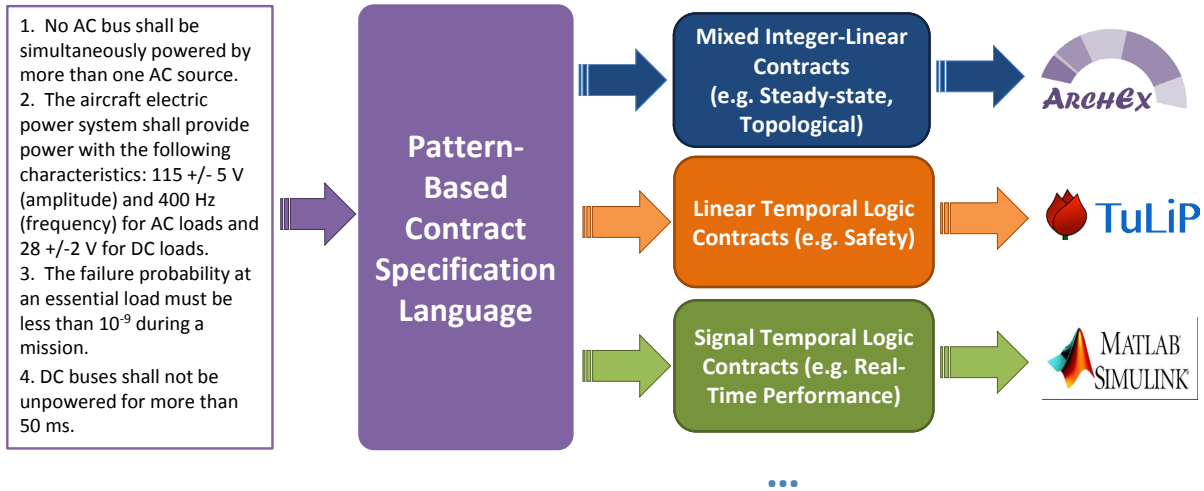 1. No AC bus shall be
simultaneously powered by
more than one AC source.
2. The aircraft electric
power system shall provide
power with the following
characteristics: 115 +/- 5 V
(amplitude) and 400 Hz
(frequency) for AC loads and
28 +/-2 V for DC loads.
3. The failure probability at
an essential load must be
less than 10⁻⁹ during a
mission.
4. DC buses shall not be
unpowered for more than
50 ms.
Pattern-
Based
Contract
Specification
Language
Mixed Integer-Linear
Contracts
(e.g. Steady-state,
Topological)
ARCHEX
Linear Temporal Logic
Contracts (e.g. Safety)
TuLiP
Signal Temporal Logic
Contracts (e.g. Real-
Time Performance)
MATLAB
SIMULINK®
...